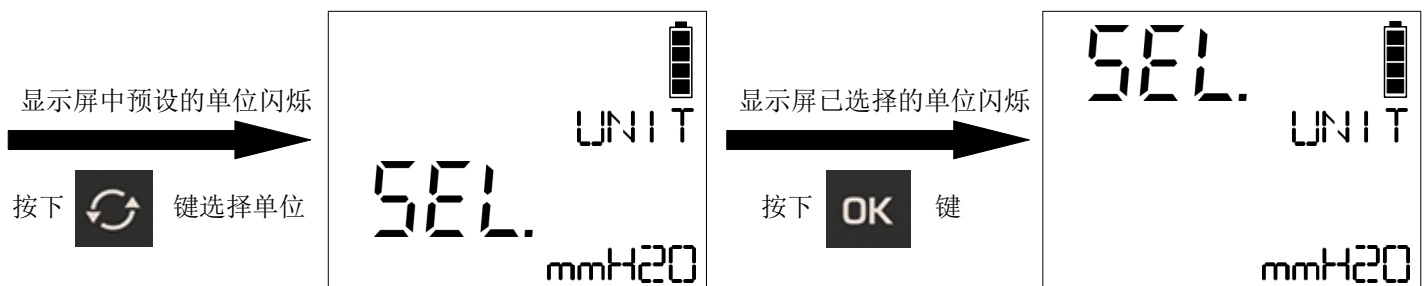 显示屏中预设的单位闪烁
按下 键选择单位
UNIT
SEL.
mmH2O
显示屏已选择的单位闪烁
按下 OK 键
SEL.
UNIT
mmH2O